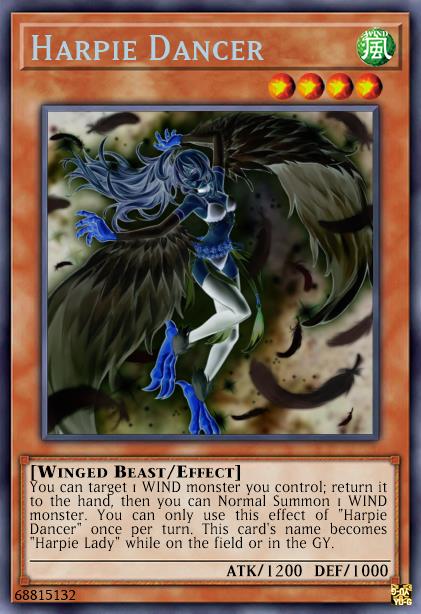 HARPIE DANCER
WIND
風
[WINGED BEAST/EFFECT]
You can target 1 WIND monster you control; return it
to the hand, then you can Normal Summon 1 WIND
monster. You can only use this effect of "Harpie
Dancer" once per turn. This card's name becomes
"Harpie Lady" while on the field or in the GY.
ATK/1200 DEF/1000
68815132